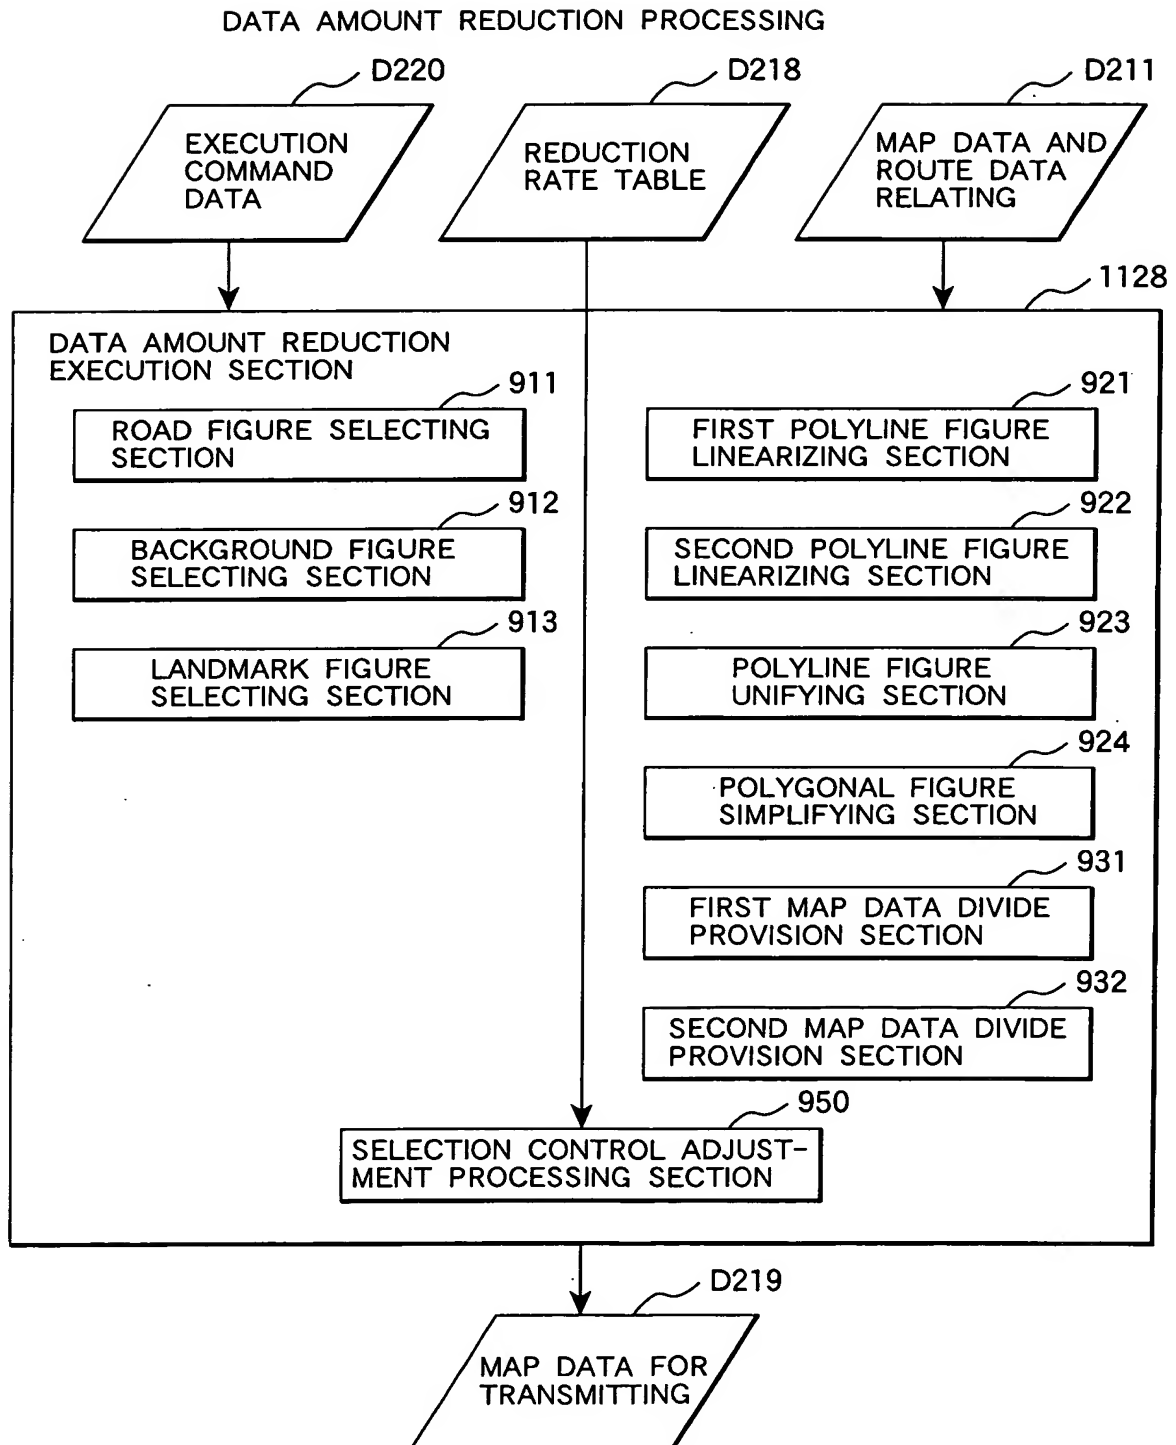 DATA AMOUNT REDUCTION PROCESSING
D220
D218
D211
EXECUTION
COMMAND
DATA
REDUCTION
RATE TABLE
MAP DATA AND
ROUTE DATA
RELATING
1128
DATA AMOUNT REDUCTION
EXECUTION SECTION
911
ROAD FIGURE SELECTING
SECTION
912
BACKGROUND FIGURE
SELECTING SECTION
913
LANDMARK FIGURE
SELECTING SECTION
921
FIRST POLYLINE FIGURE
LINEARIZING SECTION
922
SECOND POLYLINE FIGURE
LINEARIZING SECTION
923
POLYLINE FIGURE
UNIFYING SECTION
924
POLYGONAL FIGURE
SIMPLIFYING SECTION
931
FIRST MAP DATA DIVIDE
PROVISION SECTION
932
SECOND MAP DATA DIVIDE
PROVISION SECTION
950
SELECTION CONTROL ADJUST-
MENT PROCESSING SECTION
D219
MAP DATA FOR
TRANSMITTING